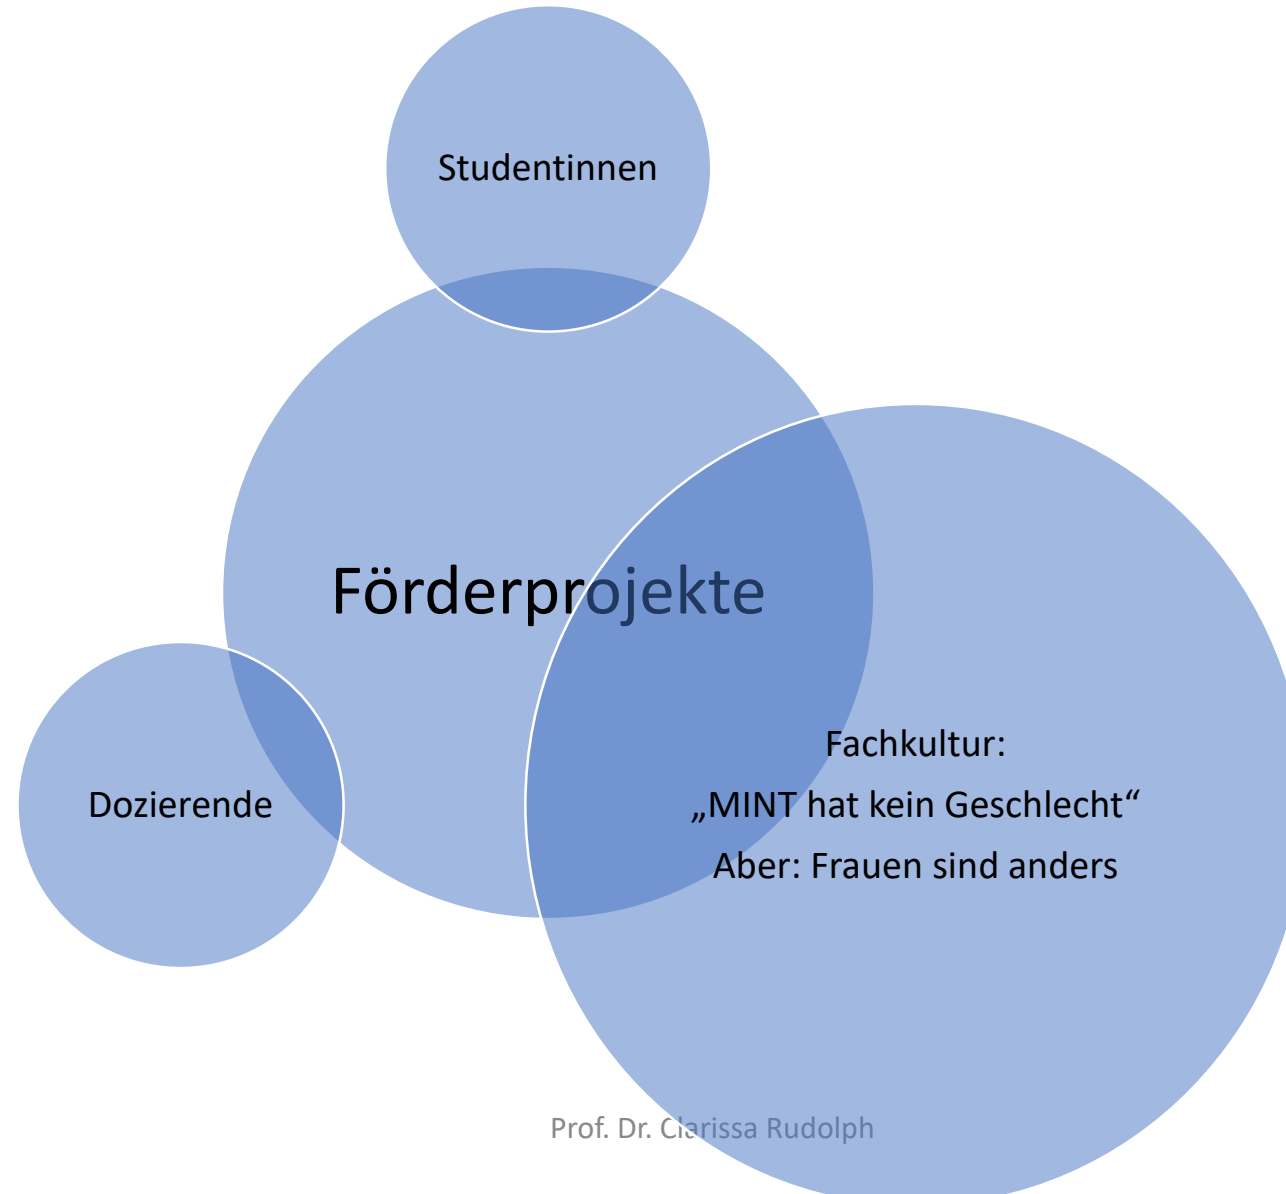 Studentinnen
Förderprojekte
Fachkultur:
„MINT hat kein Geschlecht“
Aber: Frauen sind anders
Dozierende
Prof. Dr. Clarissa Rudolph